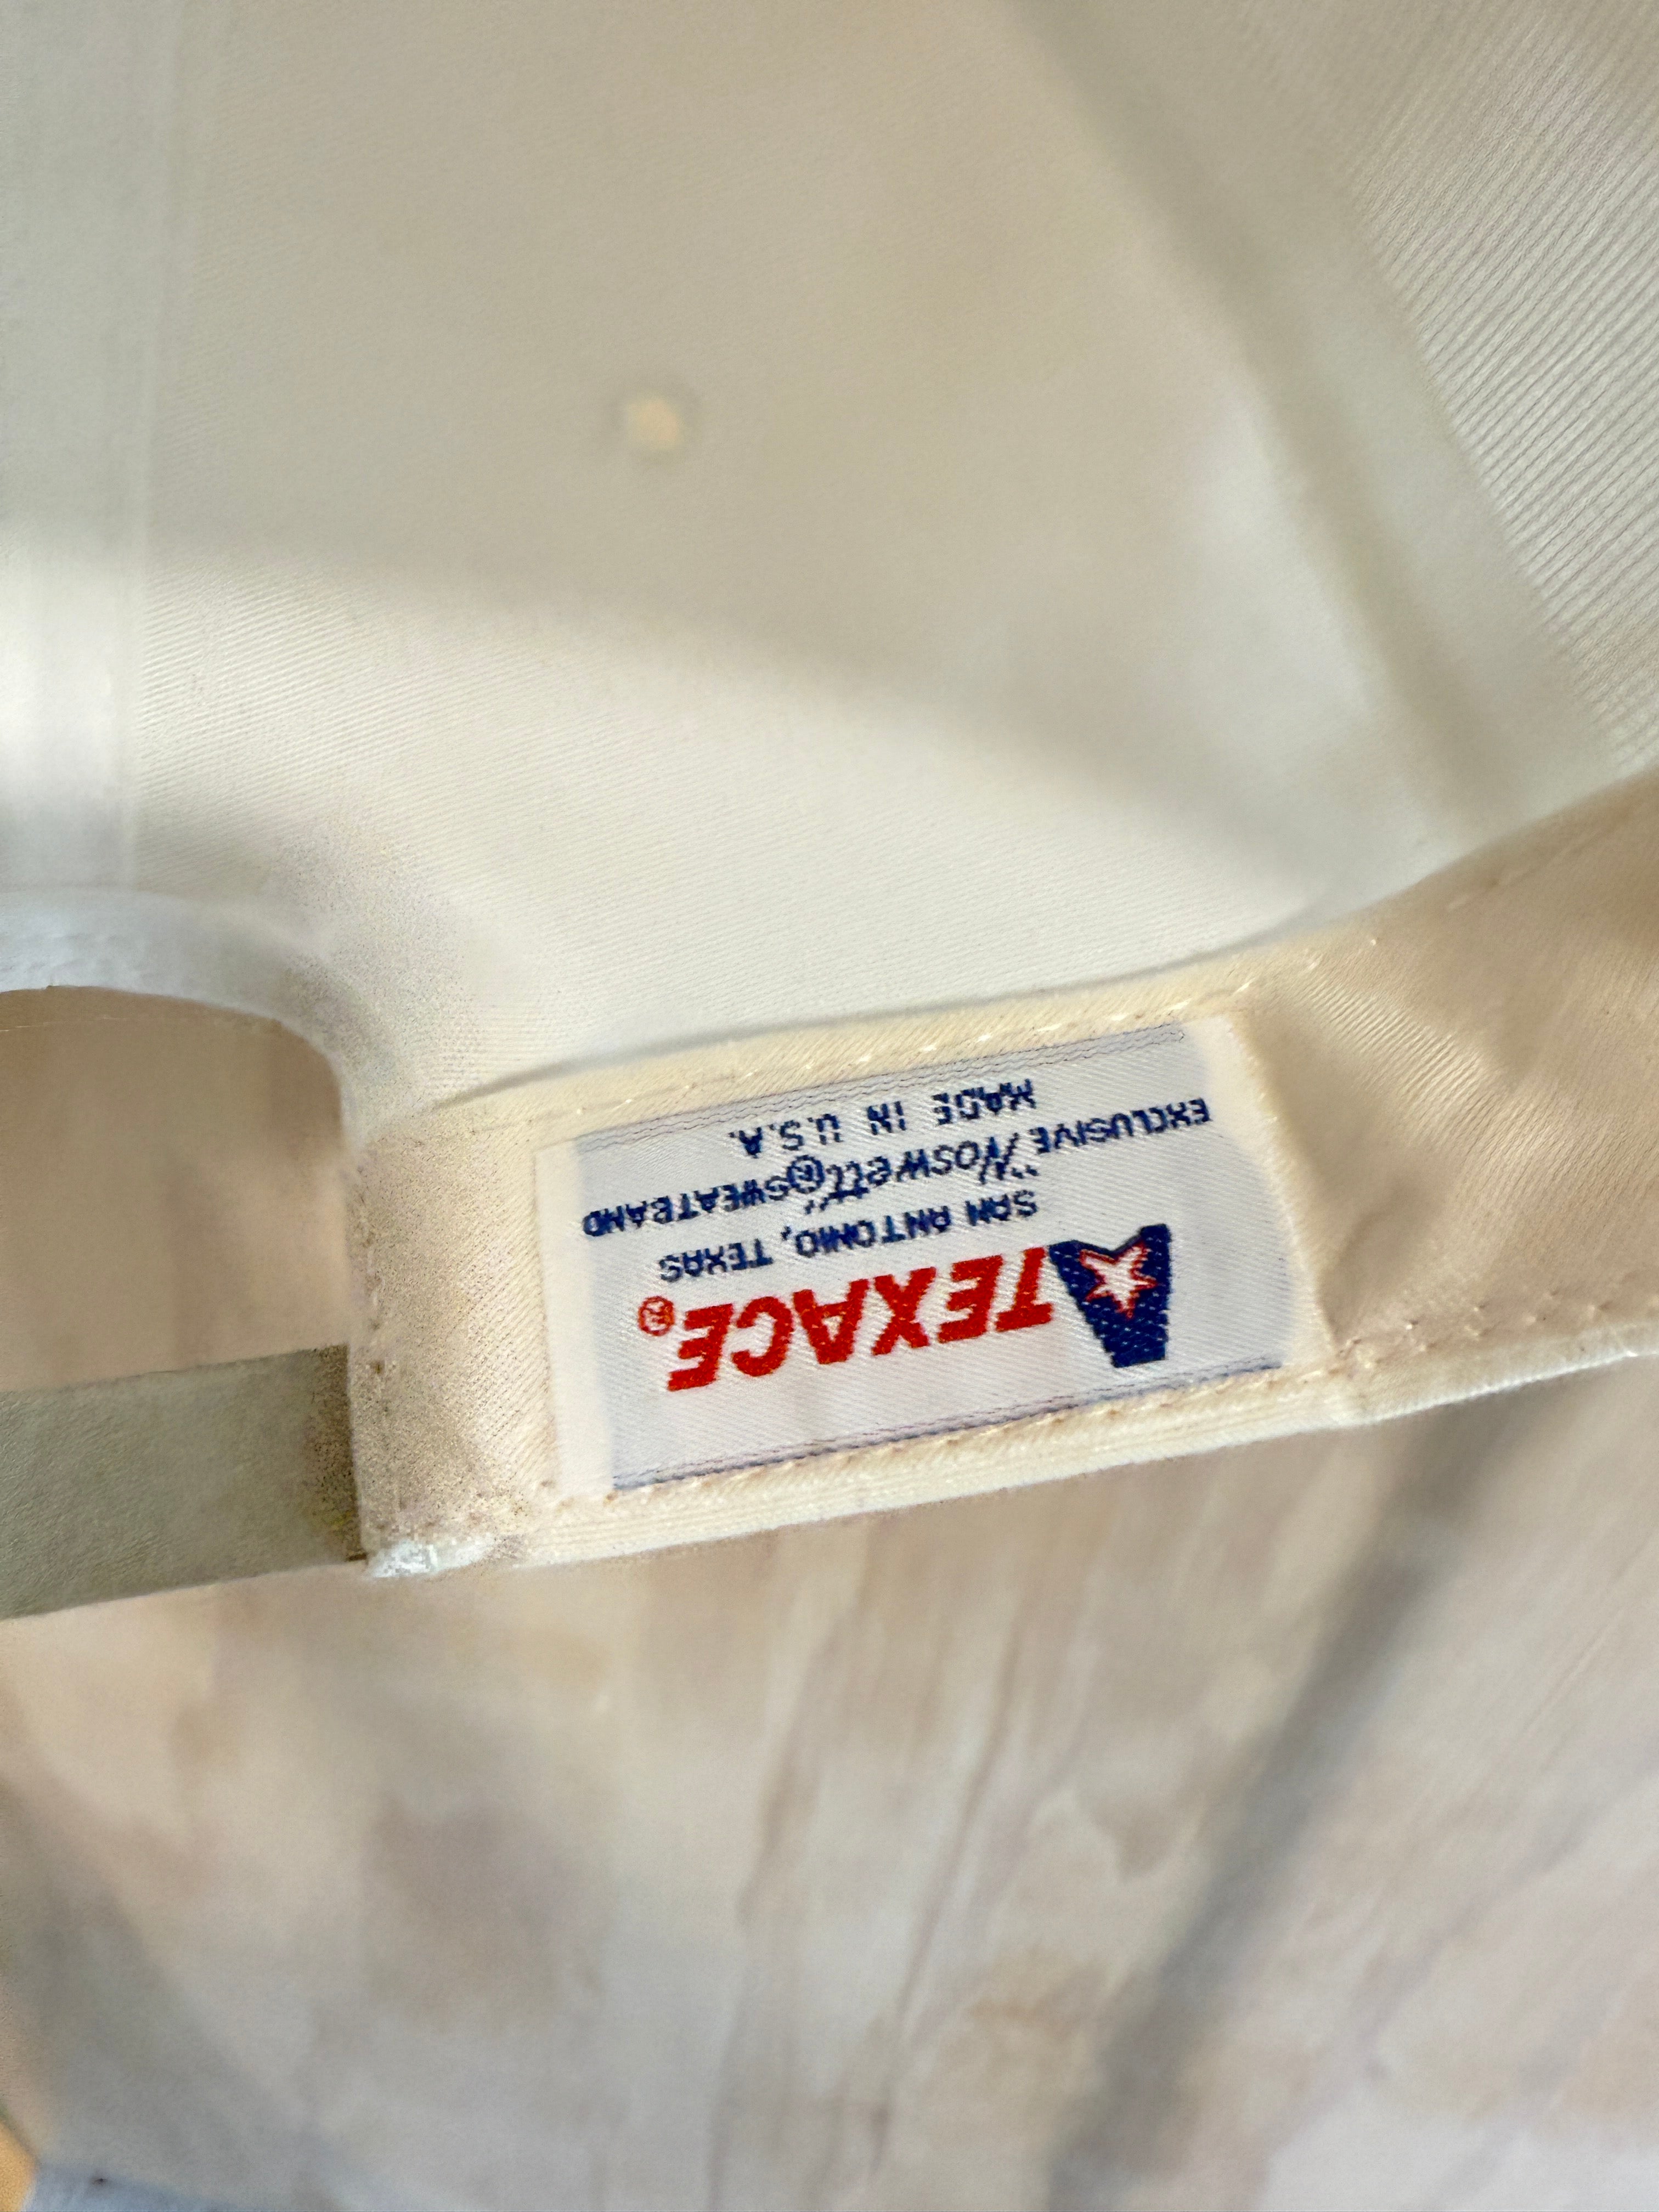 TEXACE®
SAN ANTONIO, TEXAS
EXCLUSIVE "Noswett"® SWEATBAND
MADE IN U.S.A.